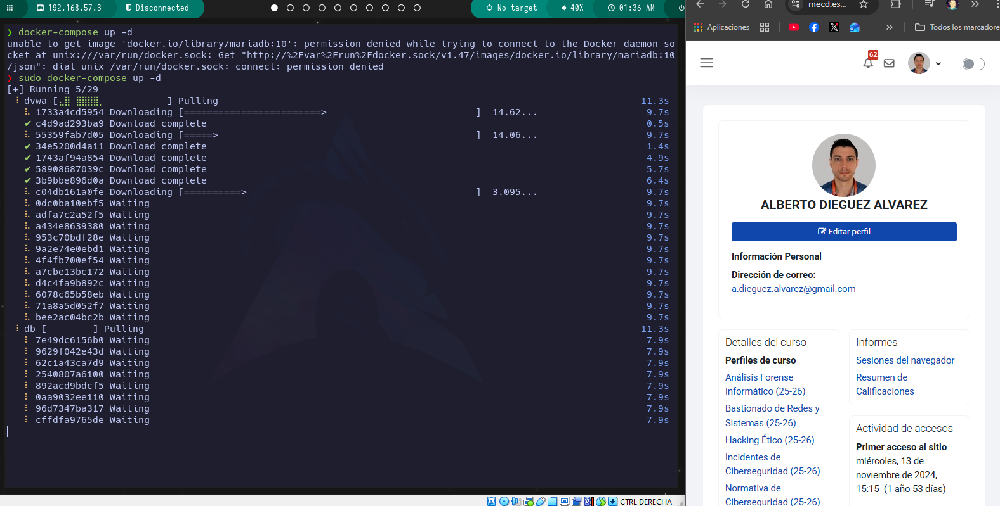 192.168.57.3
Disconnected
No target
40%
01:36 AM
❯ docker-compose up -d
unable to get image 'docker.io/library/mariadb:10': permission denied while trying to connect to the Docker daemon so
cket at unix:///var/run/docker.sock: Get "http://%2Fvar%2Frun%2Fdocker.sock/v1.47/images/docker.io/library/mariadb:10
/json": dial unix /var/run/docker.sock: connect: permission denied
❯ sudo docker-compose up -d
[+] Running 5/29
dvwa [⣀⣿ ⣿⣿⣿⣿⡀ ] Pulling 11.3s
1733a4cd5954 Downloading [========================> ] 14.62... 9.7s
✔ c4d9ad293ba9 Download complete 0.5s
55359fab7d05 Downloading [=====> ] 14.06... 9.7s
✔ 34e5200d4a11 Download complete 1.4s
✔ 1743af94a854 Download complete 4.9s
✔ 58908687039c Download complete 5.7s
✔ 3b9bbe896d0a Download complete 6.4s
c04db161a0fe Downloading [==========> ] 3.095... 9.7s
0dc0ba10ebf5 Waiting 9.7s
adfa7c2a52f5 Waiting 9.7s
a434e8639380 Waiting 9.7s
953c70bdf28e Waiting 9.7s
9a2e74e0ebd1 Waiting 9.7s
4f4fb700ef54 Waiting 9.7s
a7cbe13bc172 Waiting 9.7s
d4c4fa9b892c Waiting 9.7s
6078c65b58eb Waiting 9.7s
71a8a5d052f7 Waiting 9.7s
bee2ac04bc2b Waiting 9.7s
db [ ] Pulling 11.3s
7e49dc6156b0 Waiting 7.9s
9629f042e43d Waiting 7.9s
62c1a43ca7d9 Waiting 7.9s
2540807a6100 Waiting 7.9s
892acd9bdcf5 Waiting 7.9s
0aa9032ee110 Waiting 7.9s
96d7347ba317 Waiting 7.9s
cffdfa9765de Waiting 7.9s
CTRL DERECHA
mecd.es...
Aplicaciones
Todos los marcadore
62
ALBERTO DIEGUEZ ALVAREZ
Editar perfil
Información Personal
Dirección de correo:
a.dieguez.alvarez@gmail.com
Detalles del curso
Perfiles de curso
Análisis Forense
Informático (25-26)
Bastionado de Redes y
Sistemas (25-26)
Hacking Ético (25-26)
Incidentes de
Ciberseguridad (25-26)
Normativa de
Ciberseguridad (25-26)
Informes
Sesiones del navegador
Resumen de
Calificaciones
Actividad de accesos
Primer acceso al sitio
miércoles, 13 de
noviembre de 2024,
15:15 (1 año 53 días)